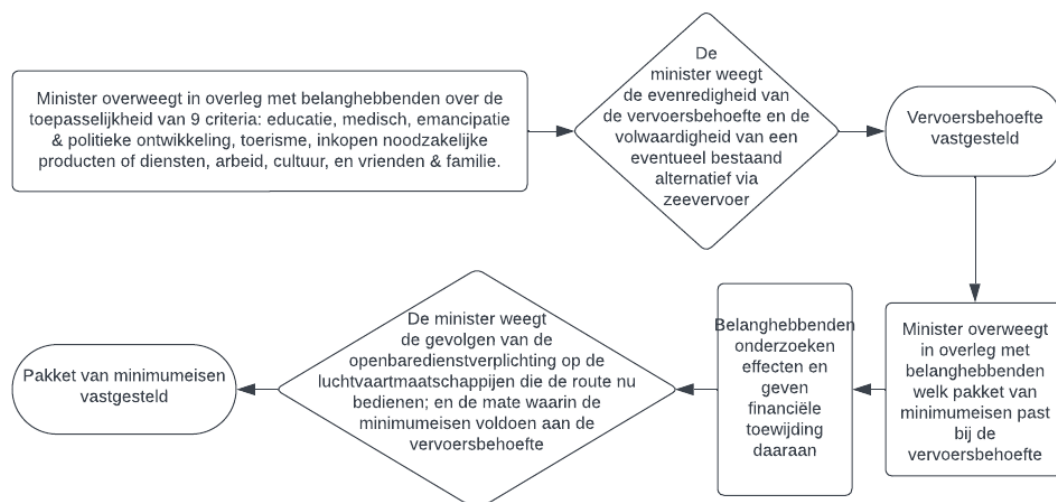 Minister overweegt in overleg met belanghebbenden over de
toepasselijkheid van 9 criteria: educatie, medisch, emancipatie
& politieke ontwikkeling, toerisme, inkopen noodzakelijke
producten of diensten, arbeid, cultuur, en vrienden & familie.
De
minister weegt
de evenredigheid van
de vervoersbehoefte en de
volwaardigheid van een
eventueel bestaand
alternatief via
zeevervoer
Vervoersbehoefte
vastgesteld
Minister overweegt
in overleg met
belanghebbenden
welk pakket van
minimumeisen past
bij de
vervoersbehoefte
Belanghebbenden
onderzoeken
effecten en
geven
financiële
toewijding
daaraan
De minister weegt
de gevolgen van de
openbaredienstverplichting op de
luchtvaartmaatschappijen die de route nu
bedienen; en de mate waarin de
minimumeisen voldoen aan de
vervoersbehoefte
Pakket van minimumeisen
vastgesteld